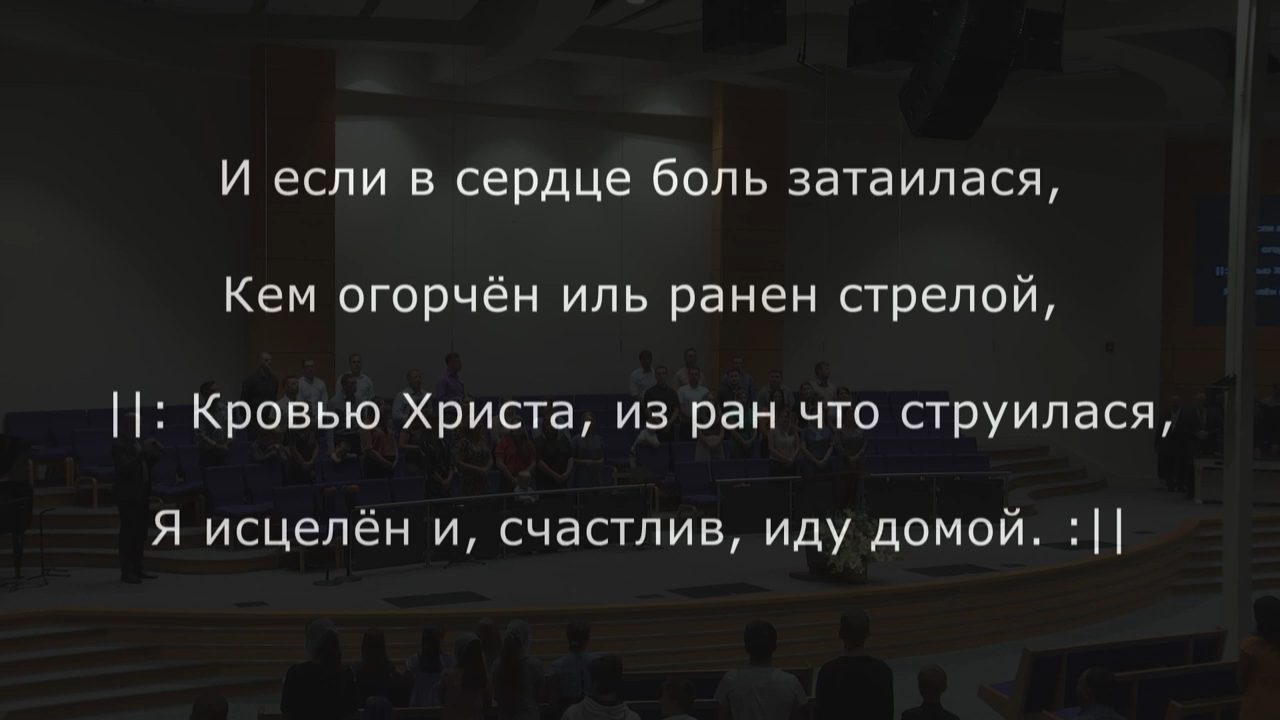 И если в сердце боль затаилася,
Кем огорчён иль ранен стрелой,
||: Кровью Христа, из ран что струилася,
Я исцелён и, счастлив, иду домой. :||